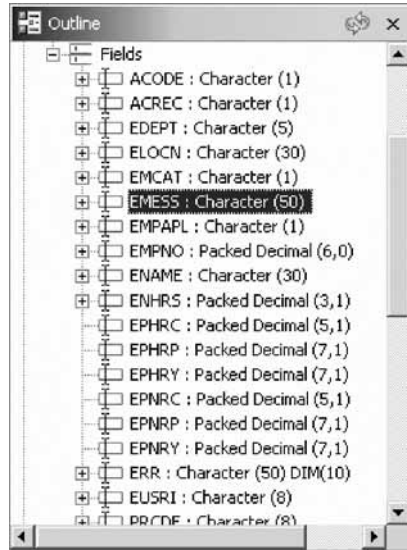 Outline
Fields
ACODE : Character (1)
ACREC : Character (1)
EDEPT : Character (5)
ELOCN : Character (30)
EMCAT : Character (1)
EMESS : Character (50)
EMPAPL : Character (1)
EMPNO : Packed Decimal (6,0)
ENAME : Character (30)
ENHRS : Packed Decimal (3,1)
EPHRC : Packed Decimal (5,1)
EPHRP : Packed Decimal (7,1)
EPHRY : Packed Decimal (7,1)
EPNRC : Packed Decimal (5,1)
EPNRP : Packed Decimal (7,1)
EPNRY : Packed Decimal (7,1)
ERR : Character (50) DIM(10)
EUSRI : Character (8)
PRCDE : Character (8)